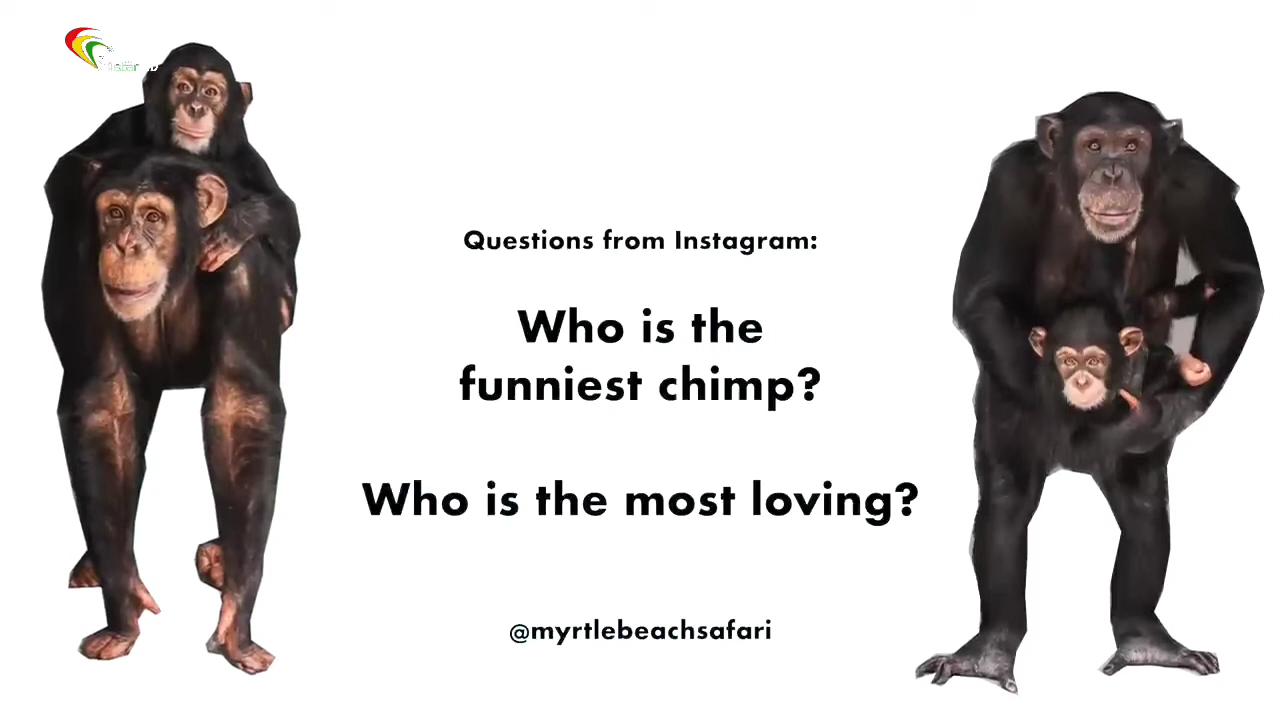 Questions from Instagram:
Who is the
funniest chimp?
Who is the most loving?
@myrtlebeachsafari